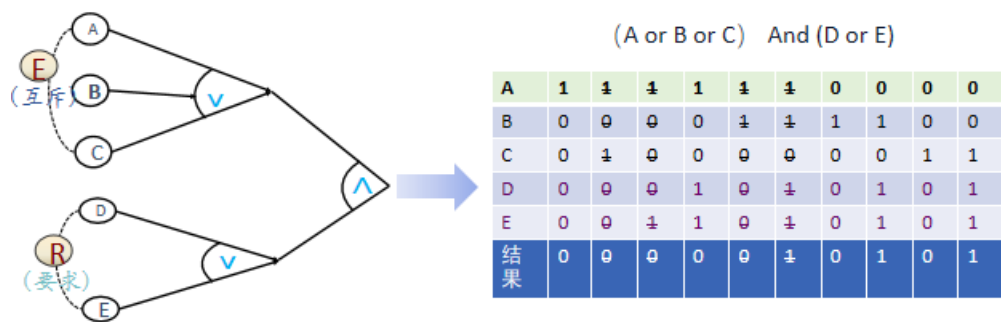 A
E
(互斥)
B
∨
C
∧
D
R
∨
(要求)
E
(A or B or C) And (D or E)
A 1 1 1 1 1 1 0 0 0 0
B 0 0 0 0 1 1 1 1 0 0
C 0 1 0 0 0 0 0 0 1 1
D 0 0 0 1 0 1 0 1 0 1
E 0 0 1 1 0 1 0 1 0 1
结果 0 0 0 0 0 1 0 1 0 1